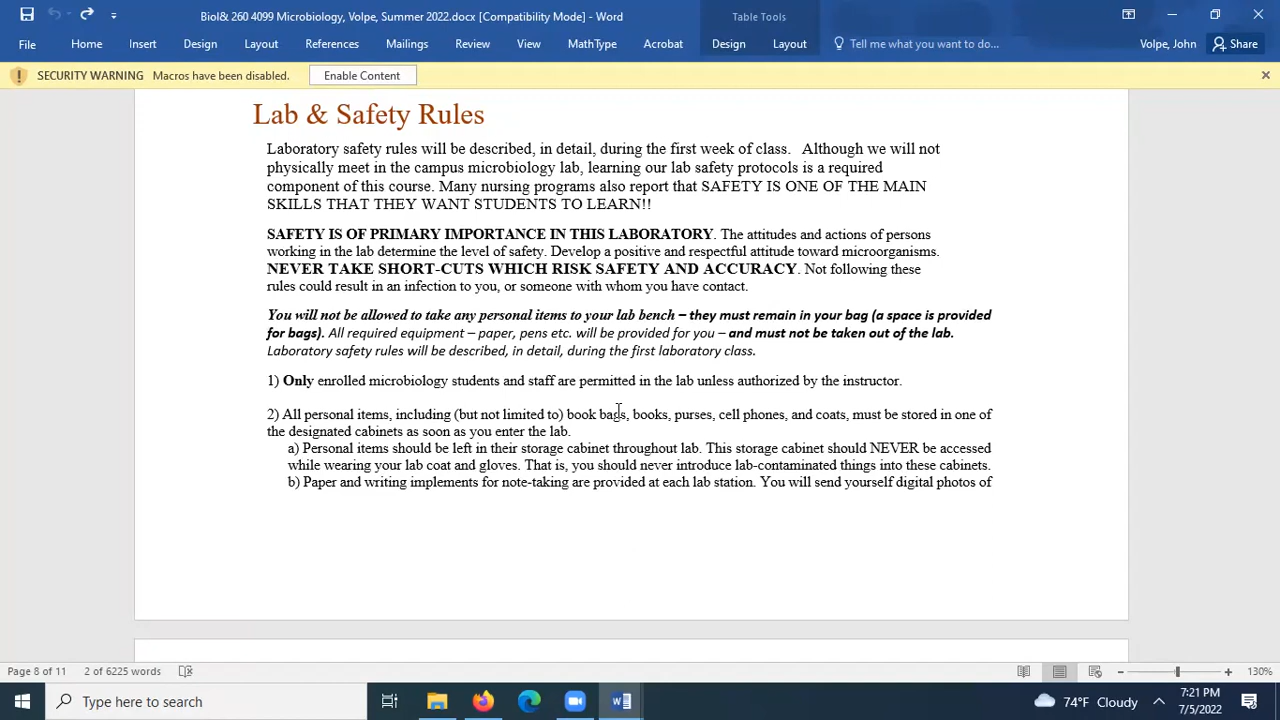 Biol& 260 4099 Microbiology, Volpe, Summer 2022.docx [Compatibility Mode] - Word
Table Tools
File Home Insert Design Layout References Mailings Review View MathType Acrobat Design Layout Tell me what you want to do... Volpe, John Share
SECURITY WARNING Macros have been disabled. Enable Content
Lab & Safety Rules
Laboratory safety rules will be described, in detail, during the first week of class. Although we will not
physically meet in the campus microbiology lab, learning our lab safety protocols is a required
component of this course. Many nursing programs also report that SAFETY IS ONE OF THE MAIN
SKILLS THAT THEY WANT STUDENTS TO LEARN!!
SAFETY IS OF PRIMARY IMPORTANCE IN THIS LABORATORY. The attitudes and actions of persons
working in the lab determine the level of safety. Develop a positive and respectful attitude toward microorganisms.
NEVER TAKE SHORT-CUTS WHICH RISK SAFETY AND ACCURACY. Not following these
rules could result in an infection to you, or someone with whom you have contact.
You will not be allowed to take any personal items to your lab bench – they must remain in your bag (a space is provided
for bags). All required equipment – paper, pens etc. will be provided for you – and must not be taken out of the lab.
Laboratory safety rules will be described, in detail, during the first laboratory class.
1) Only enrolled microbiology students and staff are permitted in the lab unless authorized by the instructor.
2) All personal items, including (but not limited to) book bags, books, purses, cell phones, and coats, must be stored in one of
the designated cabinets as soon as you enter the lab.
a) Personal items should be left in their storage cabinet throughout lab. This storage cabinet should NEVER be accessed
while wearing your lab coat and gloves. That is, you should never introduce lab-contaminated things into these cabinets.
b) Paper and writing implements for note-taking are provided at each lab station. You will send yourself digital photos of
Page 8 of 11 2 of 6225 words 130%
Type here to search 74°F Cloudy 7:21 PM
7/5/2022